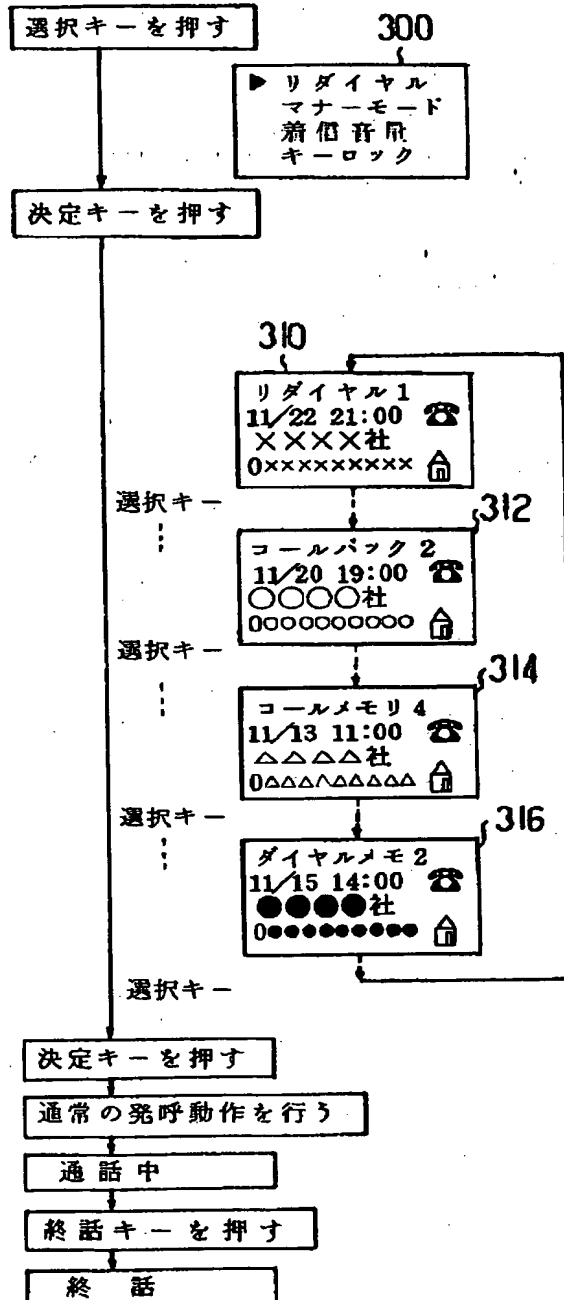 選択キーを押す
300
▶ リダイヤル
マナーモード
着信音量
キーロック
決定キーを押す
310
リダイヤル1
11/22 21:00
××××社
0×××××××××
選択キー
312
コールバック2
11/20 19:00
○○○○社
0○○○○○○○○○
選択キー
314
コールメモリ4
11/13 11:00
△△△△社
0△△△△△△△△△
選択キー
316
ダイヤルメモ2
11/15 14:00
●●●●社
0●●●●●●●●●
選択キー
決定キーを押す
通常の発呼動作を行う
通話中
終話キーを押す
終話